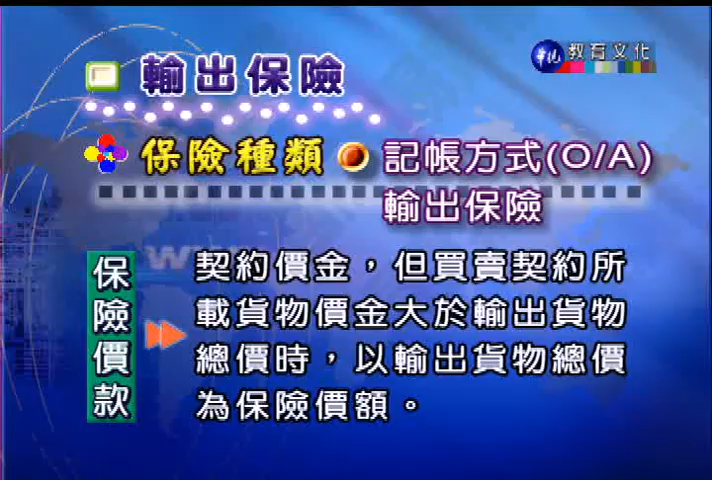 輸出保險
華視 教育文化
保險種類 記帳方式(O/A)
輸出保險
保險價款
契約價金，但買賣契約所
載貨物價金大於輸出貨物
總價時，以輸出貨物總價
為保險價額。